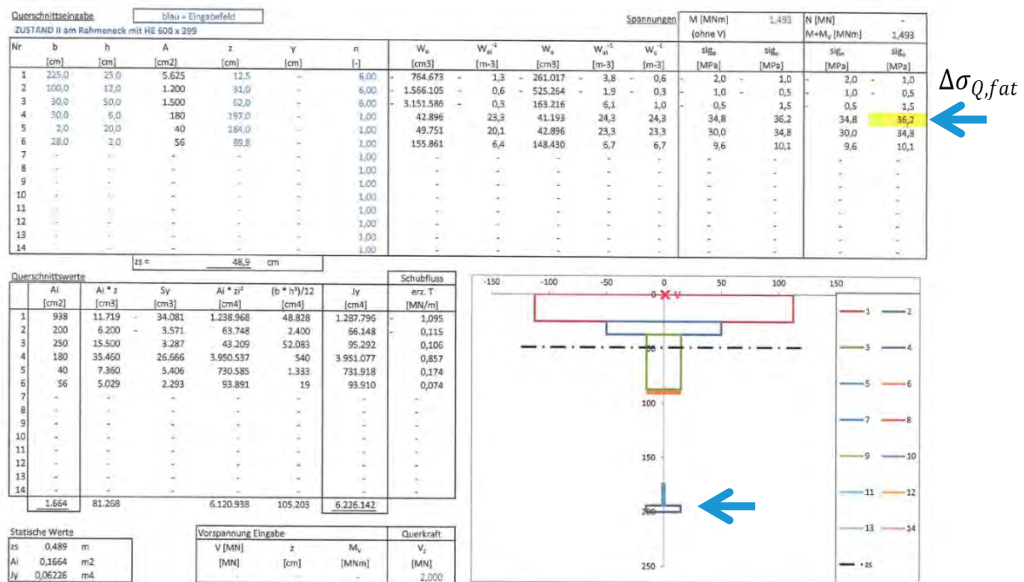 Querschnittseingabe blau = Eingabefeld Spannungen M [MNm] 1,493 N [MN] -
ZUSTAND II am Rahmeneck mit HE 600 x 399 (ohne V) M+Mv [MNm] 1,493
Nr b h A z y n Wo Wo-1 Wu Wu-1 sigo sigu sigo sigu
[cm] [cm] [cm2] [cm] [cm] [-] [cm3] [m-3] [cm3] [m-3] [m-3] [MPa] [MPa] [MPa] [MPa]
1 225,0 25,0 5.625 12,5 6,00 - 764.673 - 1,3 - 261.017 - 3,8 - 0,6 - 2,0 - 1,0 - 2,0 - 1,0
2 100,0 12,0 1.200 31,0 6,00 - 1.566.105 - 0,6 - 525.264 - 1,9 - 0,3 - 1,0 - 0,5 - 1,0 - 0,5
3 30,0 50,0 1.500 62,0 6,00 - 3.151.586 - 0,3 163.216 6,1 1,0 - 0,5 1,5 - 0,5 1,5
4 30,0 6,0 180 197,0 6,00 42.896 23,3 41.193 24,3 24,3 34,8 36,2 34,8 36,2
5 2,0 20,0 40 184,0 6,00 49.751 20,1 42.896 23,3 23,3 30,0 34,8 30,0 34,8
6 28,0 2,0 56 89,8 6,00 155.861 6,4 148.430 6,7 6,7 9,6 10,1 9,6 10,1
7 - - - - 1,00 - - - - - - - -
8 - - - - 1,00 - - - - - - - -
9 - - - - 1,00 - - - - - - - -
10 - - - - 1,00 - - - - - - - -
11 - - - - 1,00 - - - - - - - -
12 - - - - 1,00 - - - - - - - -
13 - - - - 1,00 - - - - - - - -
14 - - - - 1,00 - - - - - - - -
ΔσQ,fat
zs = 48,9 cm
Querschnittswerte Schubfluss
Ai Ai * z Sy Ai * zi² (b * h³)/12 Jy erz. T
[cm2] [cm3] [cm3] [cm4] [cm4] [cm4] [MN/m]
1 938 11.719 - 34.081 1.238.968 48.828 1.287.796 - 1,095
2 200 6.200 - 3.571 63.748 2.400 66.148 - 0,115
3 250 15.500 3.287 43.209 52.083 95.292 0,106
4 180 35.460 26.666 3.950.537 540 3.951.077 0,857
5 40 7.360 5.406 730.585 1.333 731.918 0,174
6 56 5.029 2.293 93.891 19 93.910 0,074
7 - - - - - - -
8 - - - - - - -
9 - - - - - - -
10 - - - - - - -
11 - - - - - - -
12 - - - - - - -
13 - - - - - - -
14 - - - - - - -
1.664 81.268 6.120.938 105.203 6.226.142
-150 -100 -50 0 50 100 150
V
50
100
150
200
250
1 2
3 4
5 6
7 8
9 10
11 12
13 14
zs
Statische Werte
zs 0,489 m
Ai 0,1664 m2
Jy 0,06226 m4
Vorspannung Eingabe Querkraft
V [MN] z Mv Vz
[MN] [cm] [MNm] [MN]
- - - 2,000